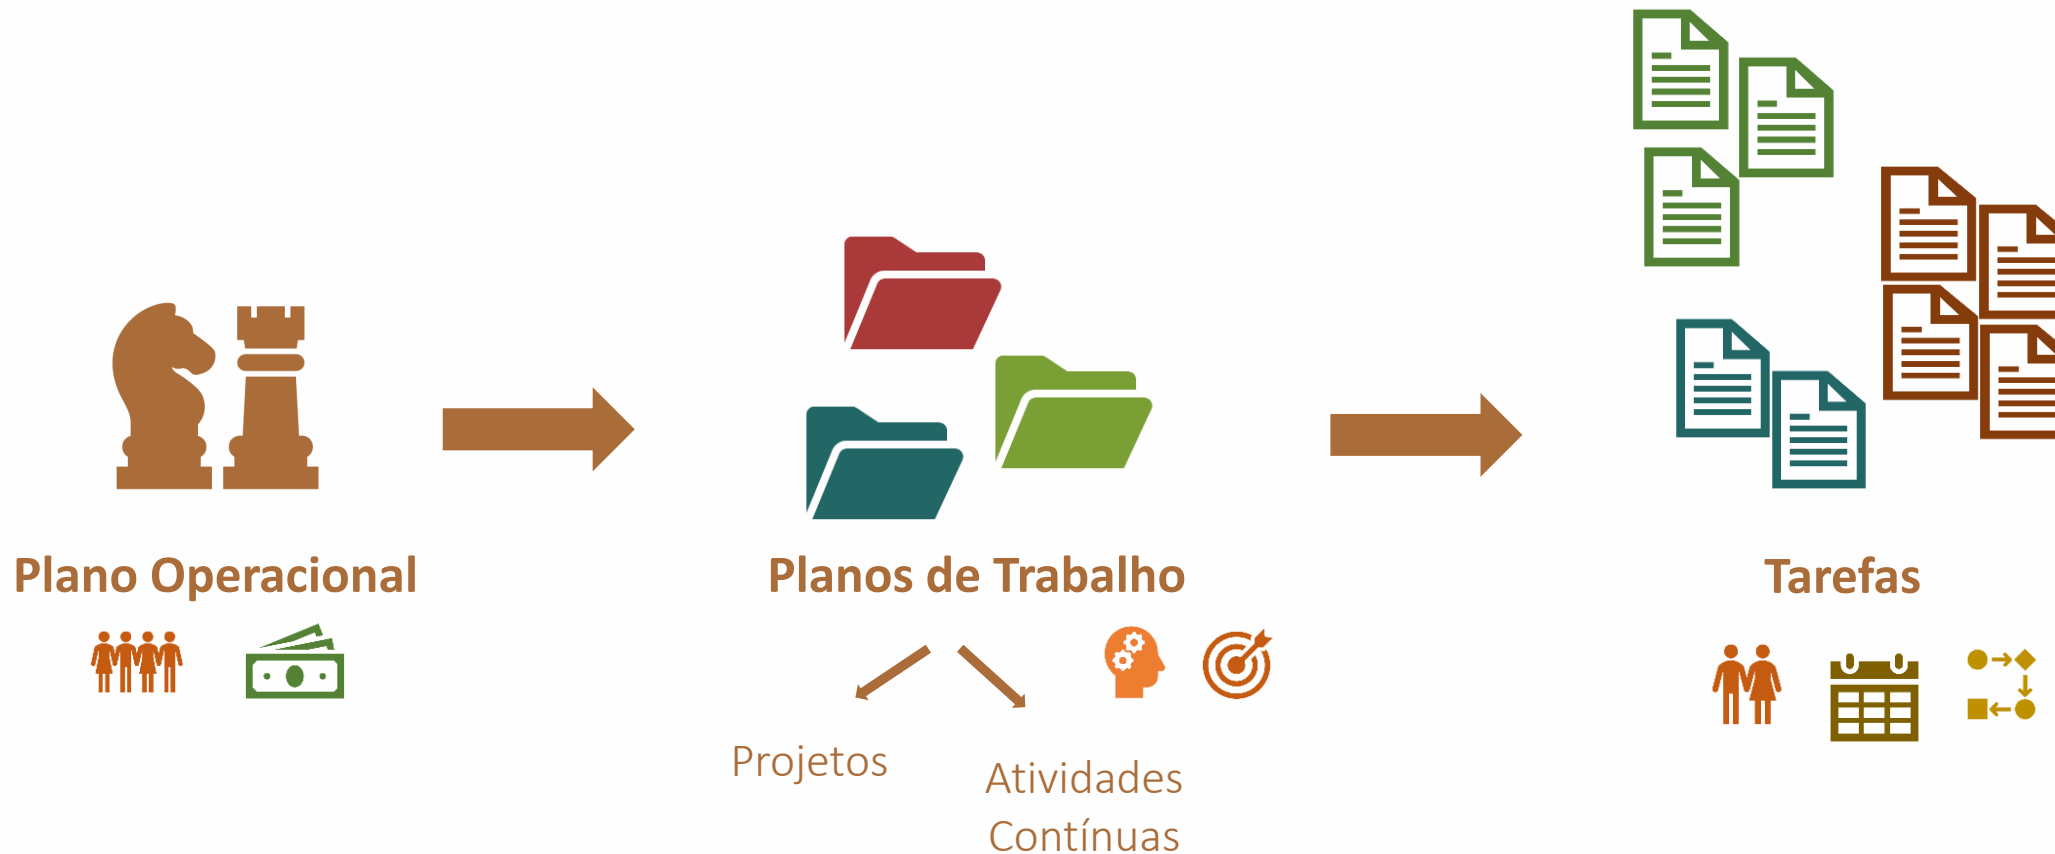 Plano Operacional
Planos de Trabalho
Tarefas
Projetos
Atividades
Contínuas